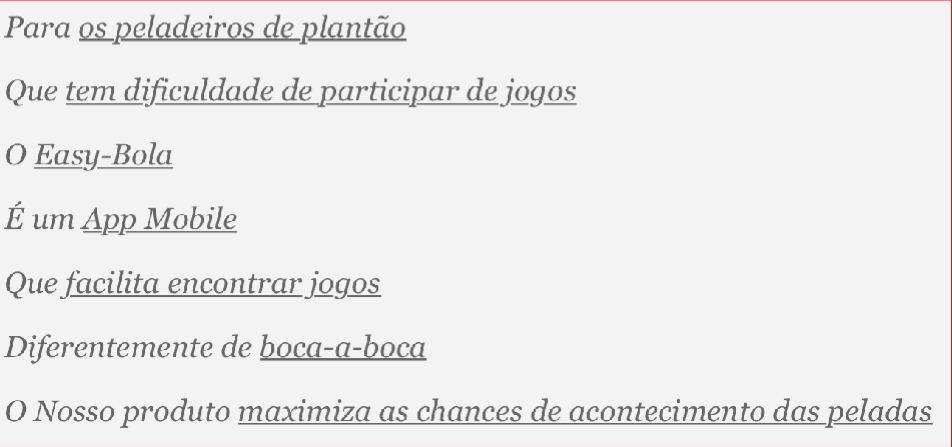 Para os peladeiros de plantão
Que tem dificuldade de participar de jogos
O Easy-Bola
É um App Mobile
Que facilita encontrar jogos
Diferentemente de boca-a-boca
O Nosso produto maximiza as chances de acontecimento das peladas